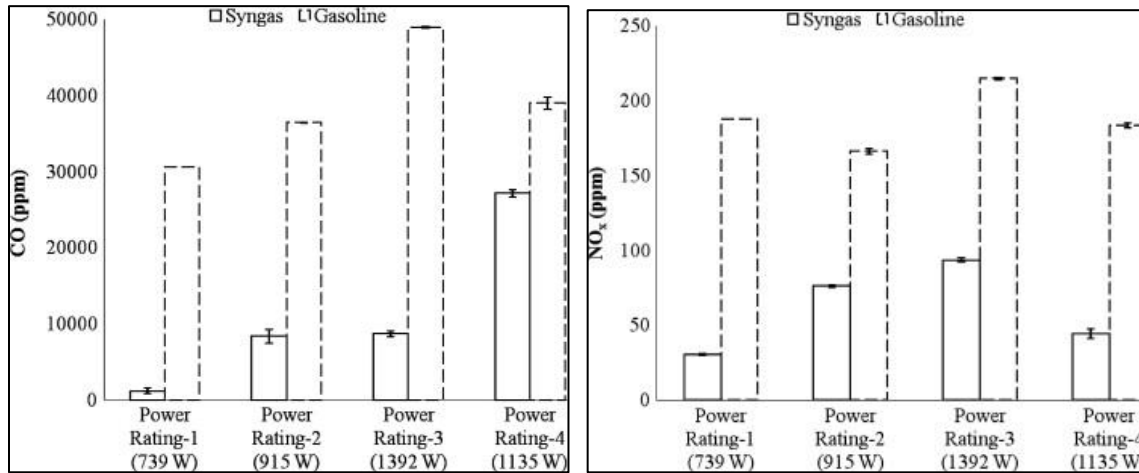 Syngas Gasoline
50000
40000
30000
20000
10000
0
CO (ppm)
Power Power Power Power
Rating-1 Rating-2 Rating-3 Rating-4
(739 W) (915 W) (1392 W) (1135 W)
Syngas Gasoline
250
200
150
100
50
0
NOx (ppm)
Power Power Power Power
Rating-1 Rating-2 Rating-3 Rating-4
(739 W) (915 W) (1392 W) (1135 W)